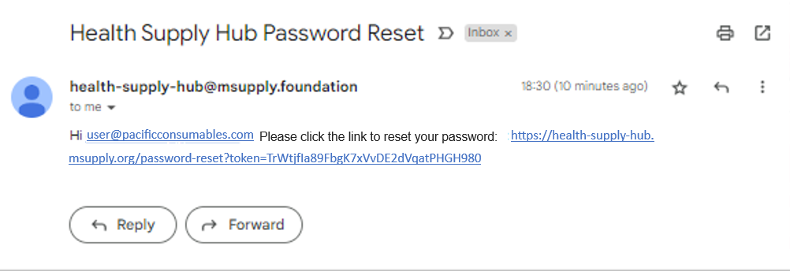 Health Supply Hub Password Reset Inbox ×
health-supply-hub@msupply.foundation 18:30 (10 minutes ago)
to me
Hi user@pacificconsumables.com Please click the link to reset your password: https://health-supply-hub.
msupply.org/password-reset?token=TrWtjfIa89FbgK7xVvDE2dVqatPHGH980
Reply Forward